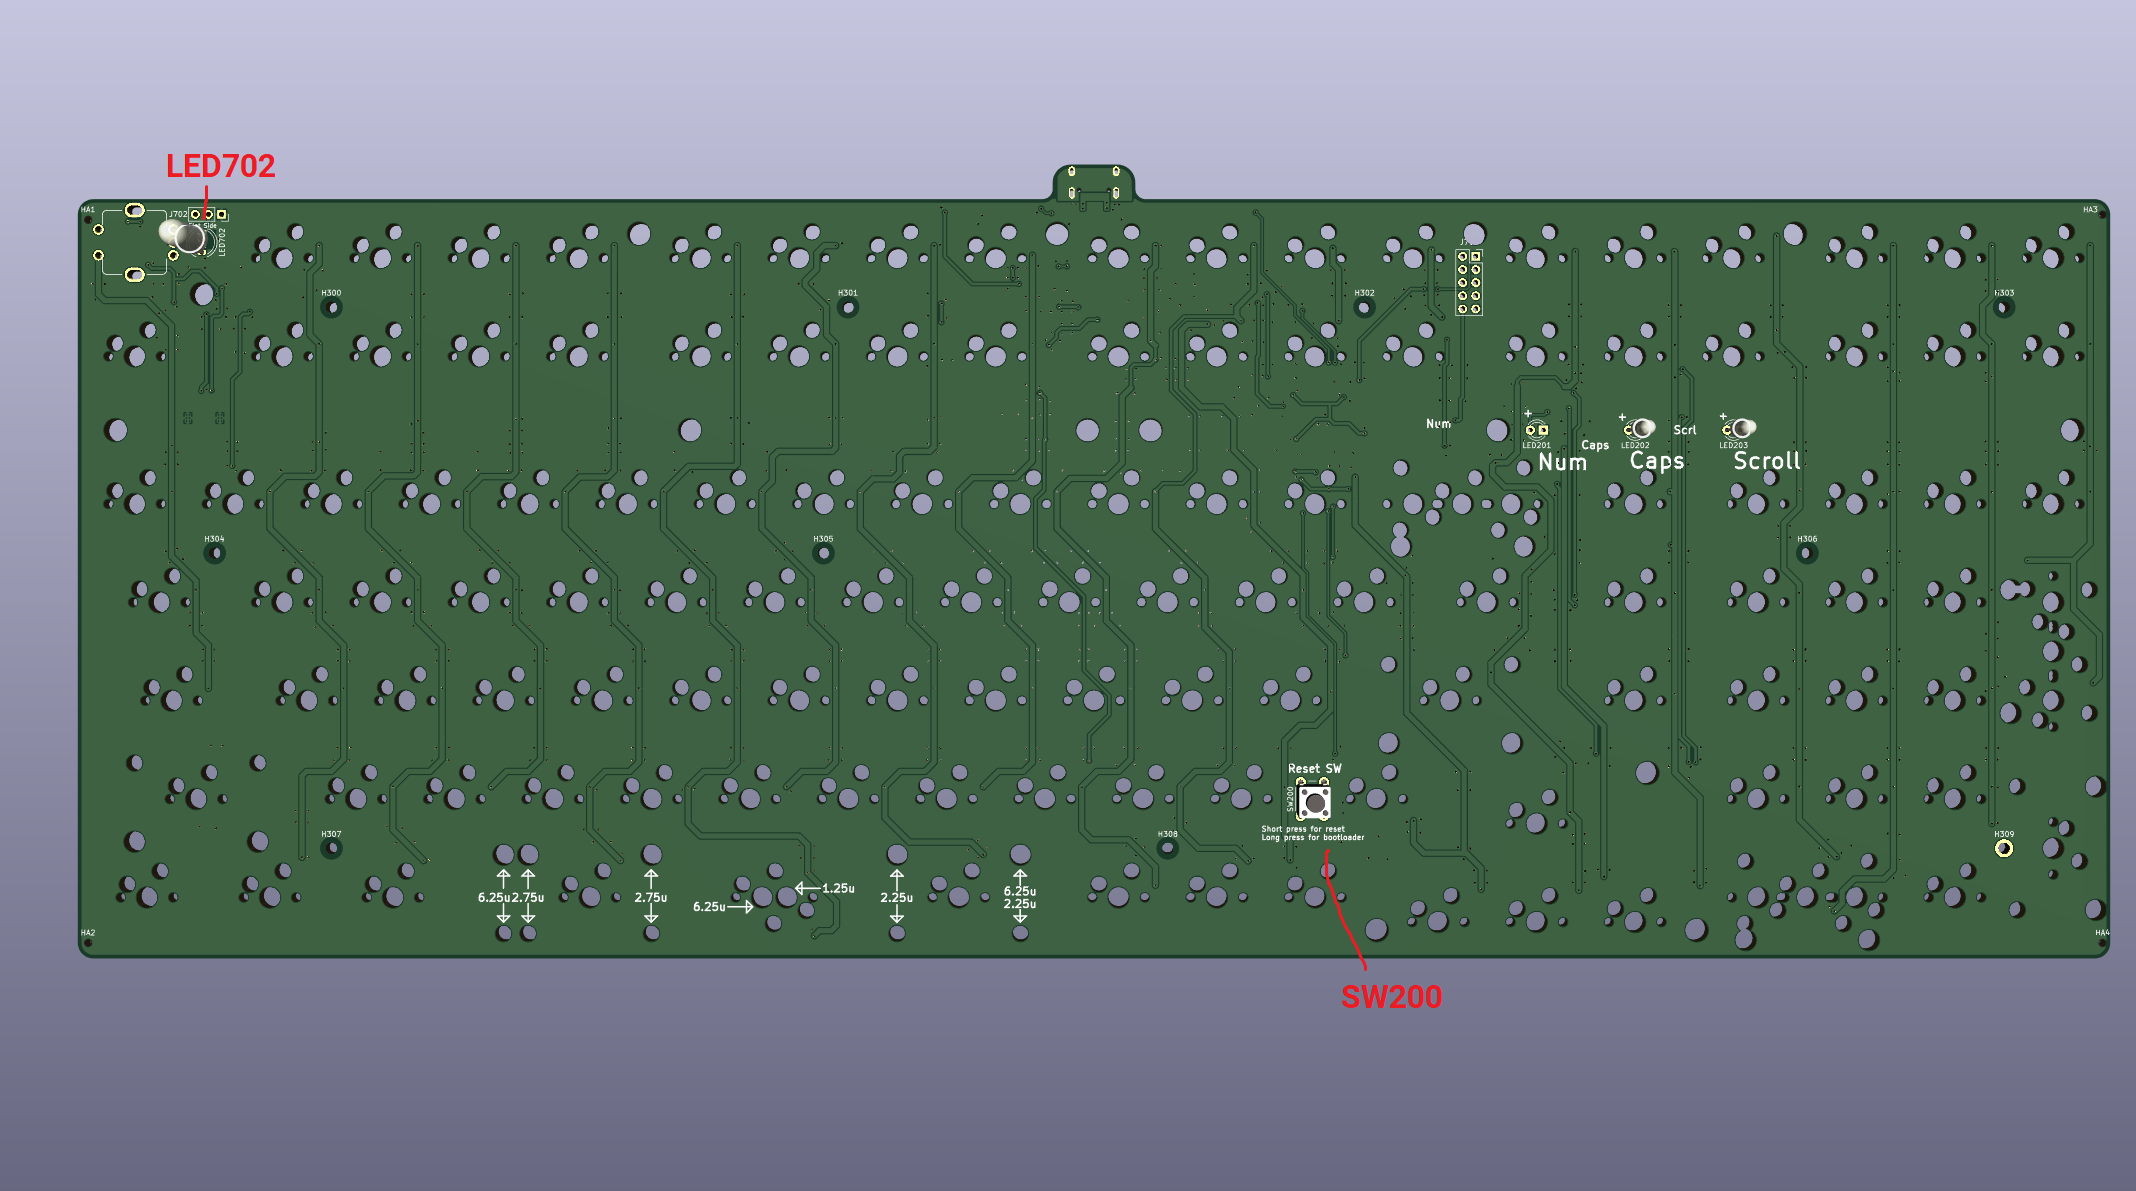 LED702
HA1
J702
Side
LED702
HA3
H300
H301
H302
H303
Num
Caps
Scrl
LED201
LED202
LED203
Num
Caps
Scroll
+
+
+
H304
H305
H306
Reset SW
SW200
Short press for reset
Long press for bootloader
H307
H308
H309
6.25u
2.75u
2.75u
6.25u
1.25u
2.25u
6.25u
2.25u
HA2
HA4
SW200